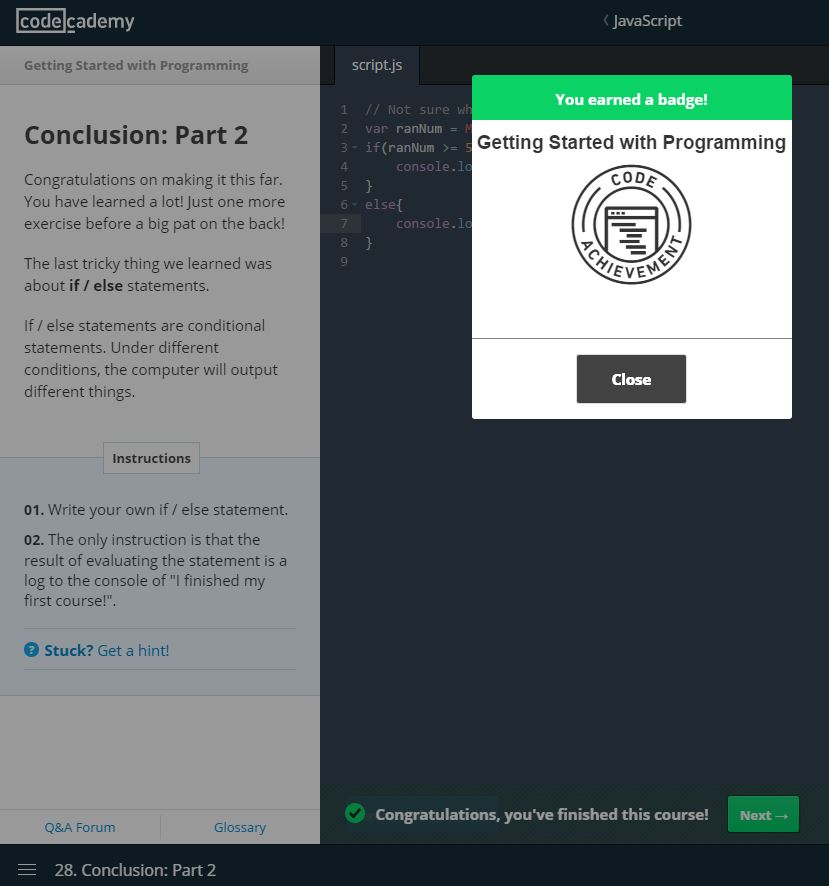 codecademy
JavaScript
Getting Started with Programming
script.js
Conclusion: Part 2
Congratulations on making it this far.
You have learned a lot! Just one more
exercise before a big pat on the back!
The last tricky thing we learned was
about if / else statements.
If / else statements are conditional
statements. Under different
conditions, the computer will output
different things.
Instructions
01. Write your own if / else statement.
02. The only instruction is that the
result of evaluating the statement is a
log to the console of "I finished my
first course!".
? Stuck? Get a hint!
Q&A Forum
Glossary
1 // Not sure wh
2 var ranNum = M
3 if(ranNum >= 5
4 console.lo
5 }
6 else{
7 console.lo
8 }
9
You earned a badge!
Getting Started with Programming
CODE
ACHIEVEMENT
Close
Congratulations, you've finished this course!
Next →
28. Conclusion: Part 2